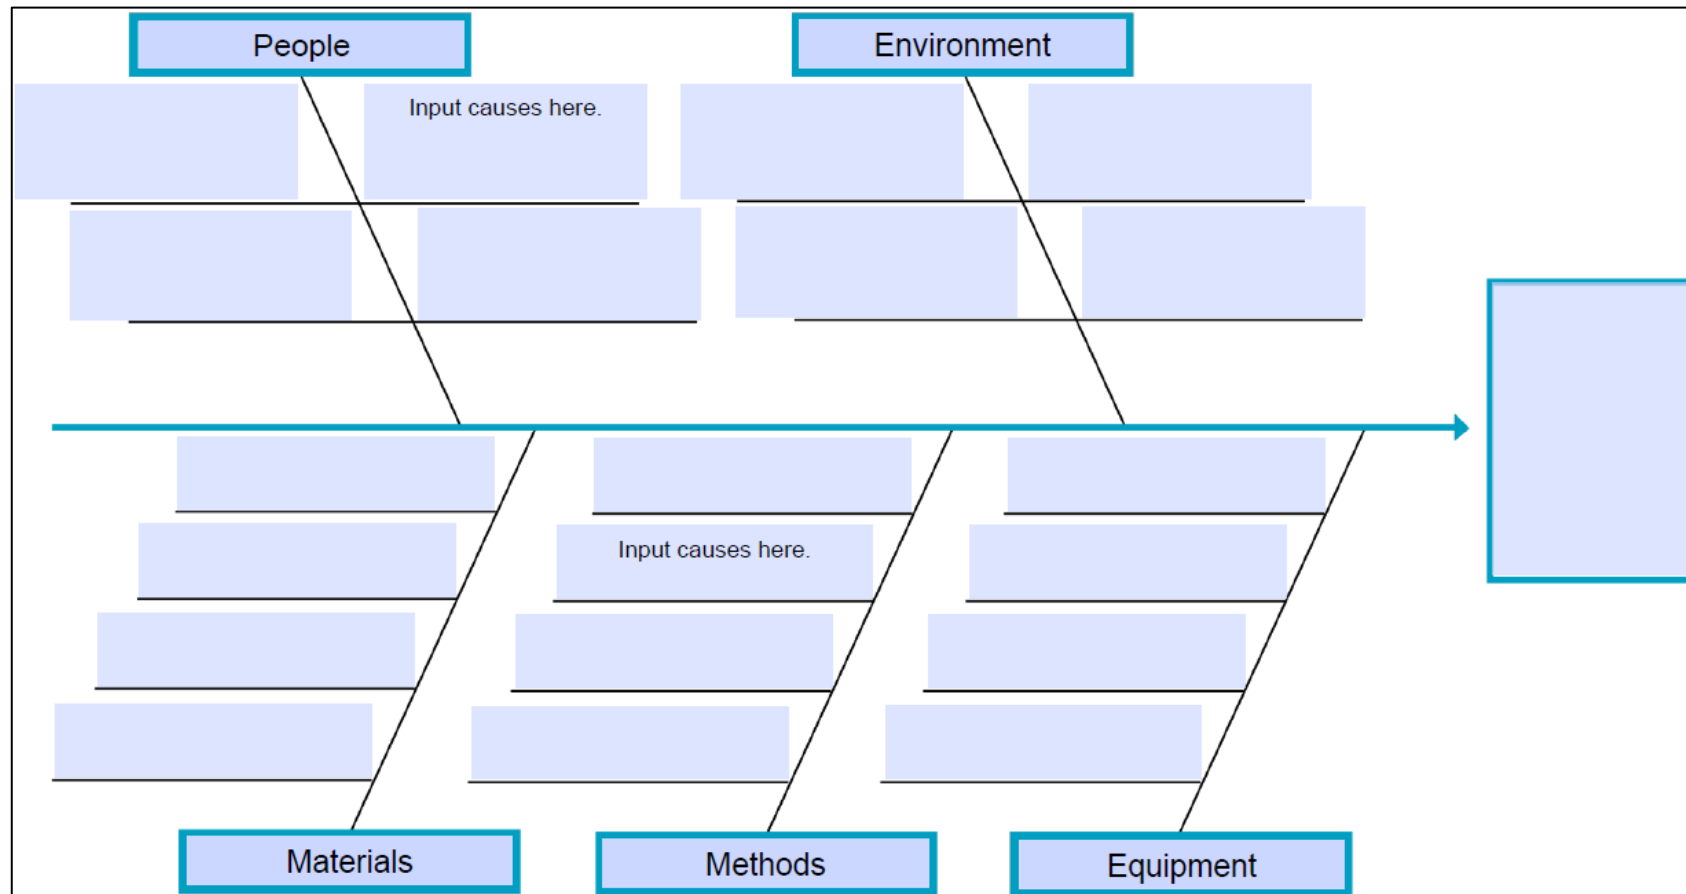 People
Environment
Input causes here.
Input causes here.
Materials
Methods
Equipment